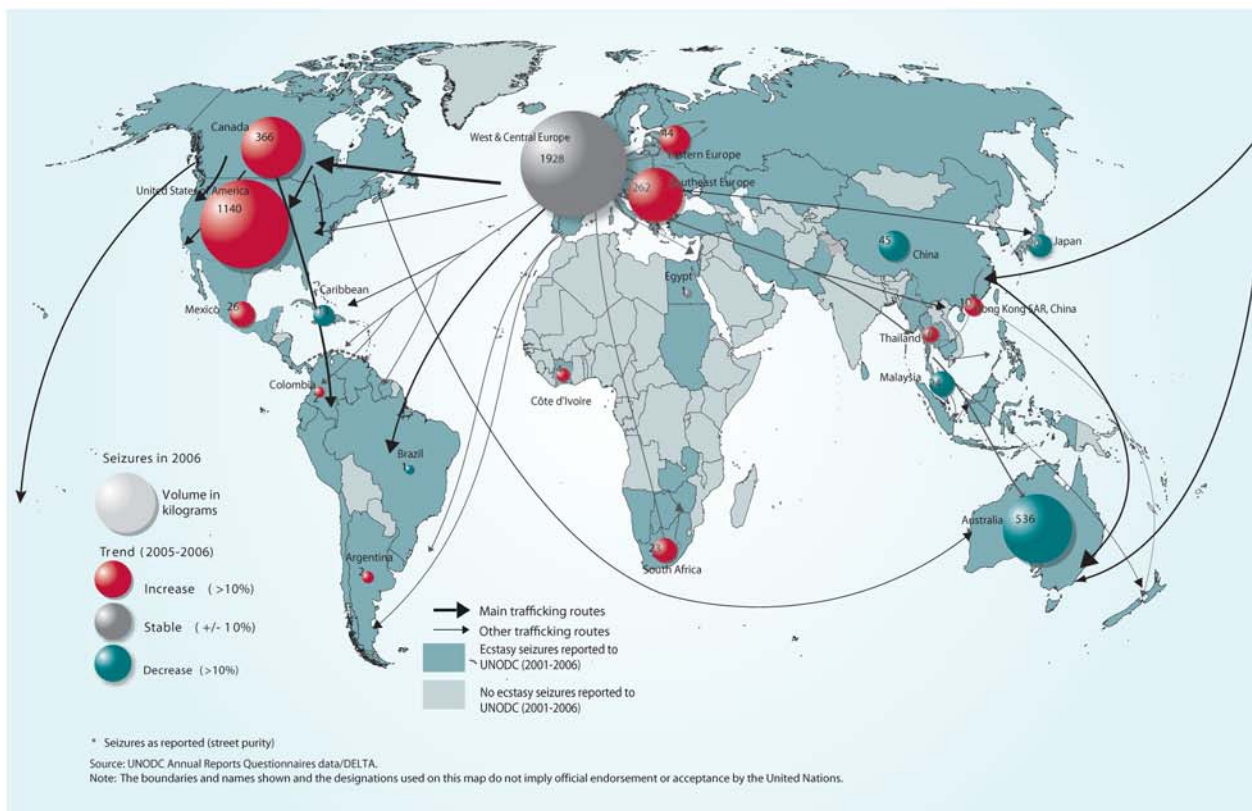 Canada
366
West & Central Europe
1928
44
Eastern Europe
262
Southeast Europe
United States of America
1140
45
China
Japan
Egypt
1
Caribbean
Mexico
26
Hong Kong SAR, China
Thailand
Malaysia
Colombia
Côte d'Ivoire
Brazil
1
Australia
536
Argentina
2
South Africa
Seizures in 2006
Volume in
kilograms
Trend (2005-2006)
Increase ( >10%)
Stable ( +/- 10%)
Decrease ( >10%)
Main trafficking routes
Other trafficking routes
Ecstasy seizures reported to
UNODC (2001-2006)
No ecstasy seizures reported to
UNODC (2001-2006)
* Seizures as reported (street purity)
Source: UNODC Annual Reports Questionnaires data/DELTA.
Note: The boundaries and names shown and the designations used on this map do not imply official endorsement or acceptance by the United Nations.